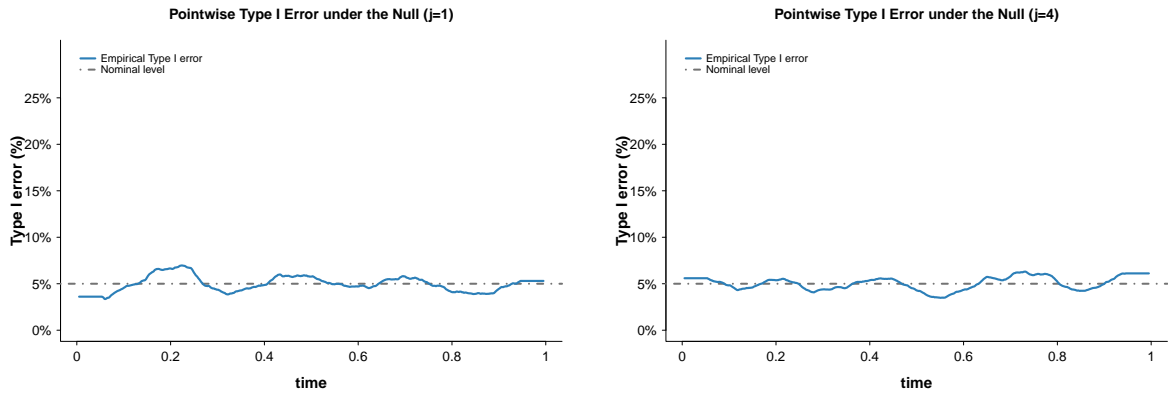 Pointwise Type I Error under the Null (j=1)
Empirical Type I error
Nominal level
25%
20%
15%
10%
5%
0%
Type I error (%)
0 0.2 0.4 0.6 0.8 1
time
Pointwise Type I Error under the Null (j=4)
Empirical Type I error
Nominal level
25%
20%
15%
10%
5%
0%
Type I error (%)
0 0.2 0.4 0.6 0.8 1
time